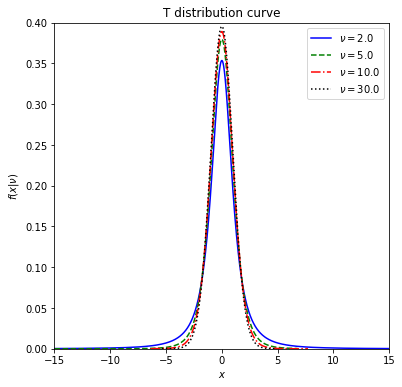 T distribution curve
0.40
0.35
0.30
0.25
0.20
0.15
0.10
0.05
0.00
f(x|ν)
ν = 2.0
ν = 5.0
ν = 10.0
ν = 30.0
−15
−10
−5
0
5
10
15
x